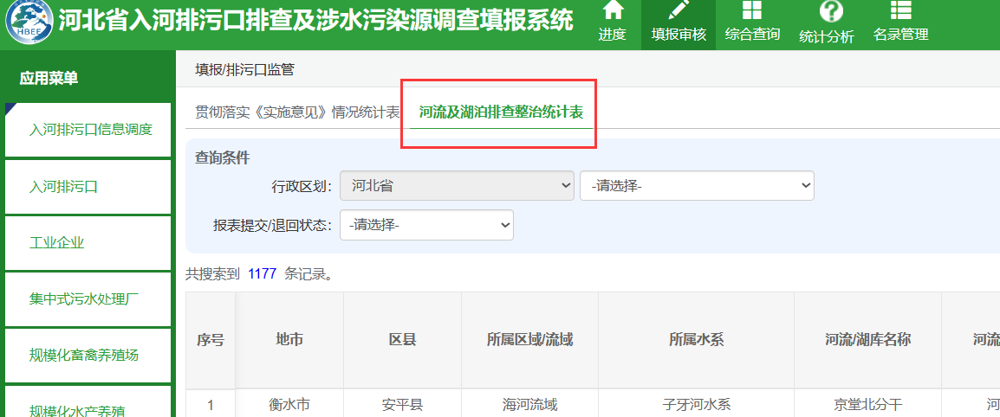 河北省入河排污口排查及涉水污染源调查填报系统
HBEE
进度 填报审核 综合查询 统计分析 名录管理
应用菜单
填报/排污口监管
贯彻落实《实施意见》情况统计表 河流及湖泊排查整治统计表
入河排污口信息调度
入河排污口
工业企业
集中式污水处理厂
规模化畜禽养殖场
规模化水产养殖
查询条件
行政区划： 河北省 -请选择-
报表提交/退回状态： -请选择-
共搜索到 1177 条记录。
序号 地市 区县 所属区域/流域 所属水系 河流/湖库名称 河流
1 衡水市 安平县 海河流域 子牙河水系 京堂北分干 河